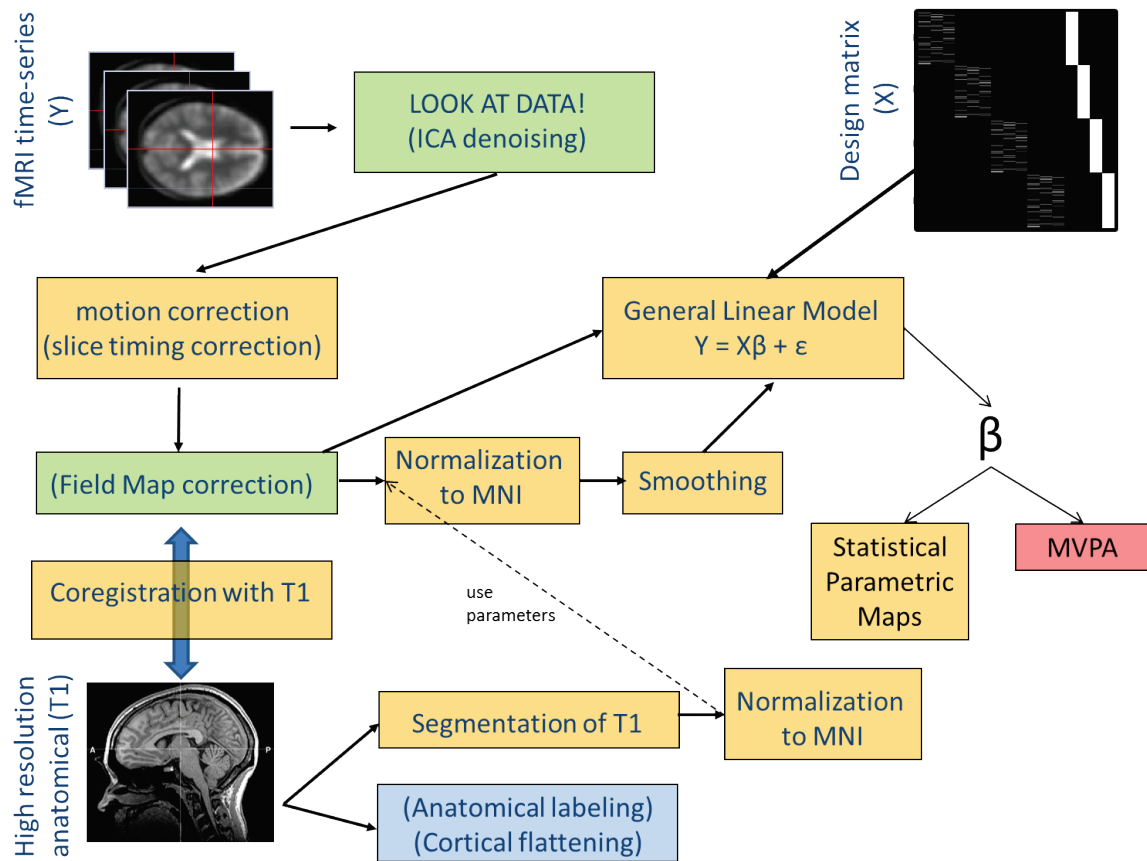 fMRI time-series
(Y)
LOOK AT DATA!
(ICA denoising)
Design matrix
(X)
motion correction
(slice timing correction)
General Linear Model
Y = Xβ + ε
(Field Map correction)
Normalization
to MNI
Smoothing
β
Statistical
Parametric
Maps
MVPA
Coregistration with T1
use
parameters
High resolution
anatomical (T1)
A
P
Segmentation of T1
Normalization
to MNI
(Anatomical labeling)
(Cortical flattening)